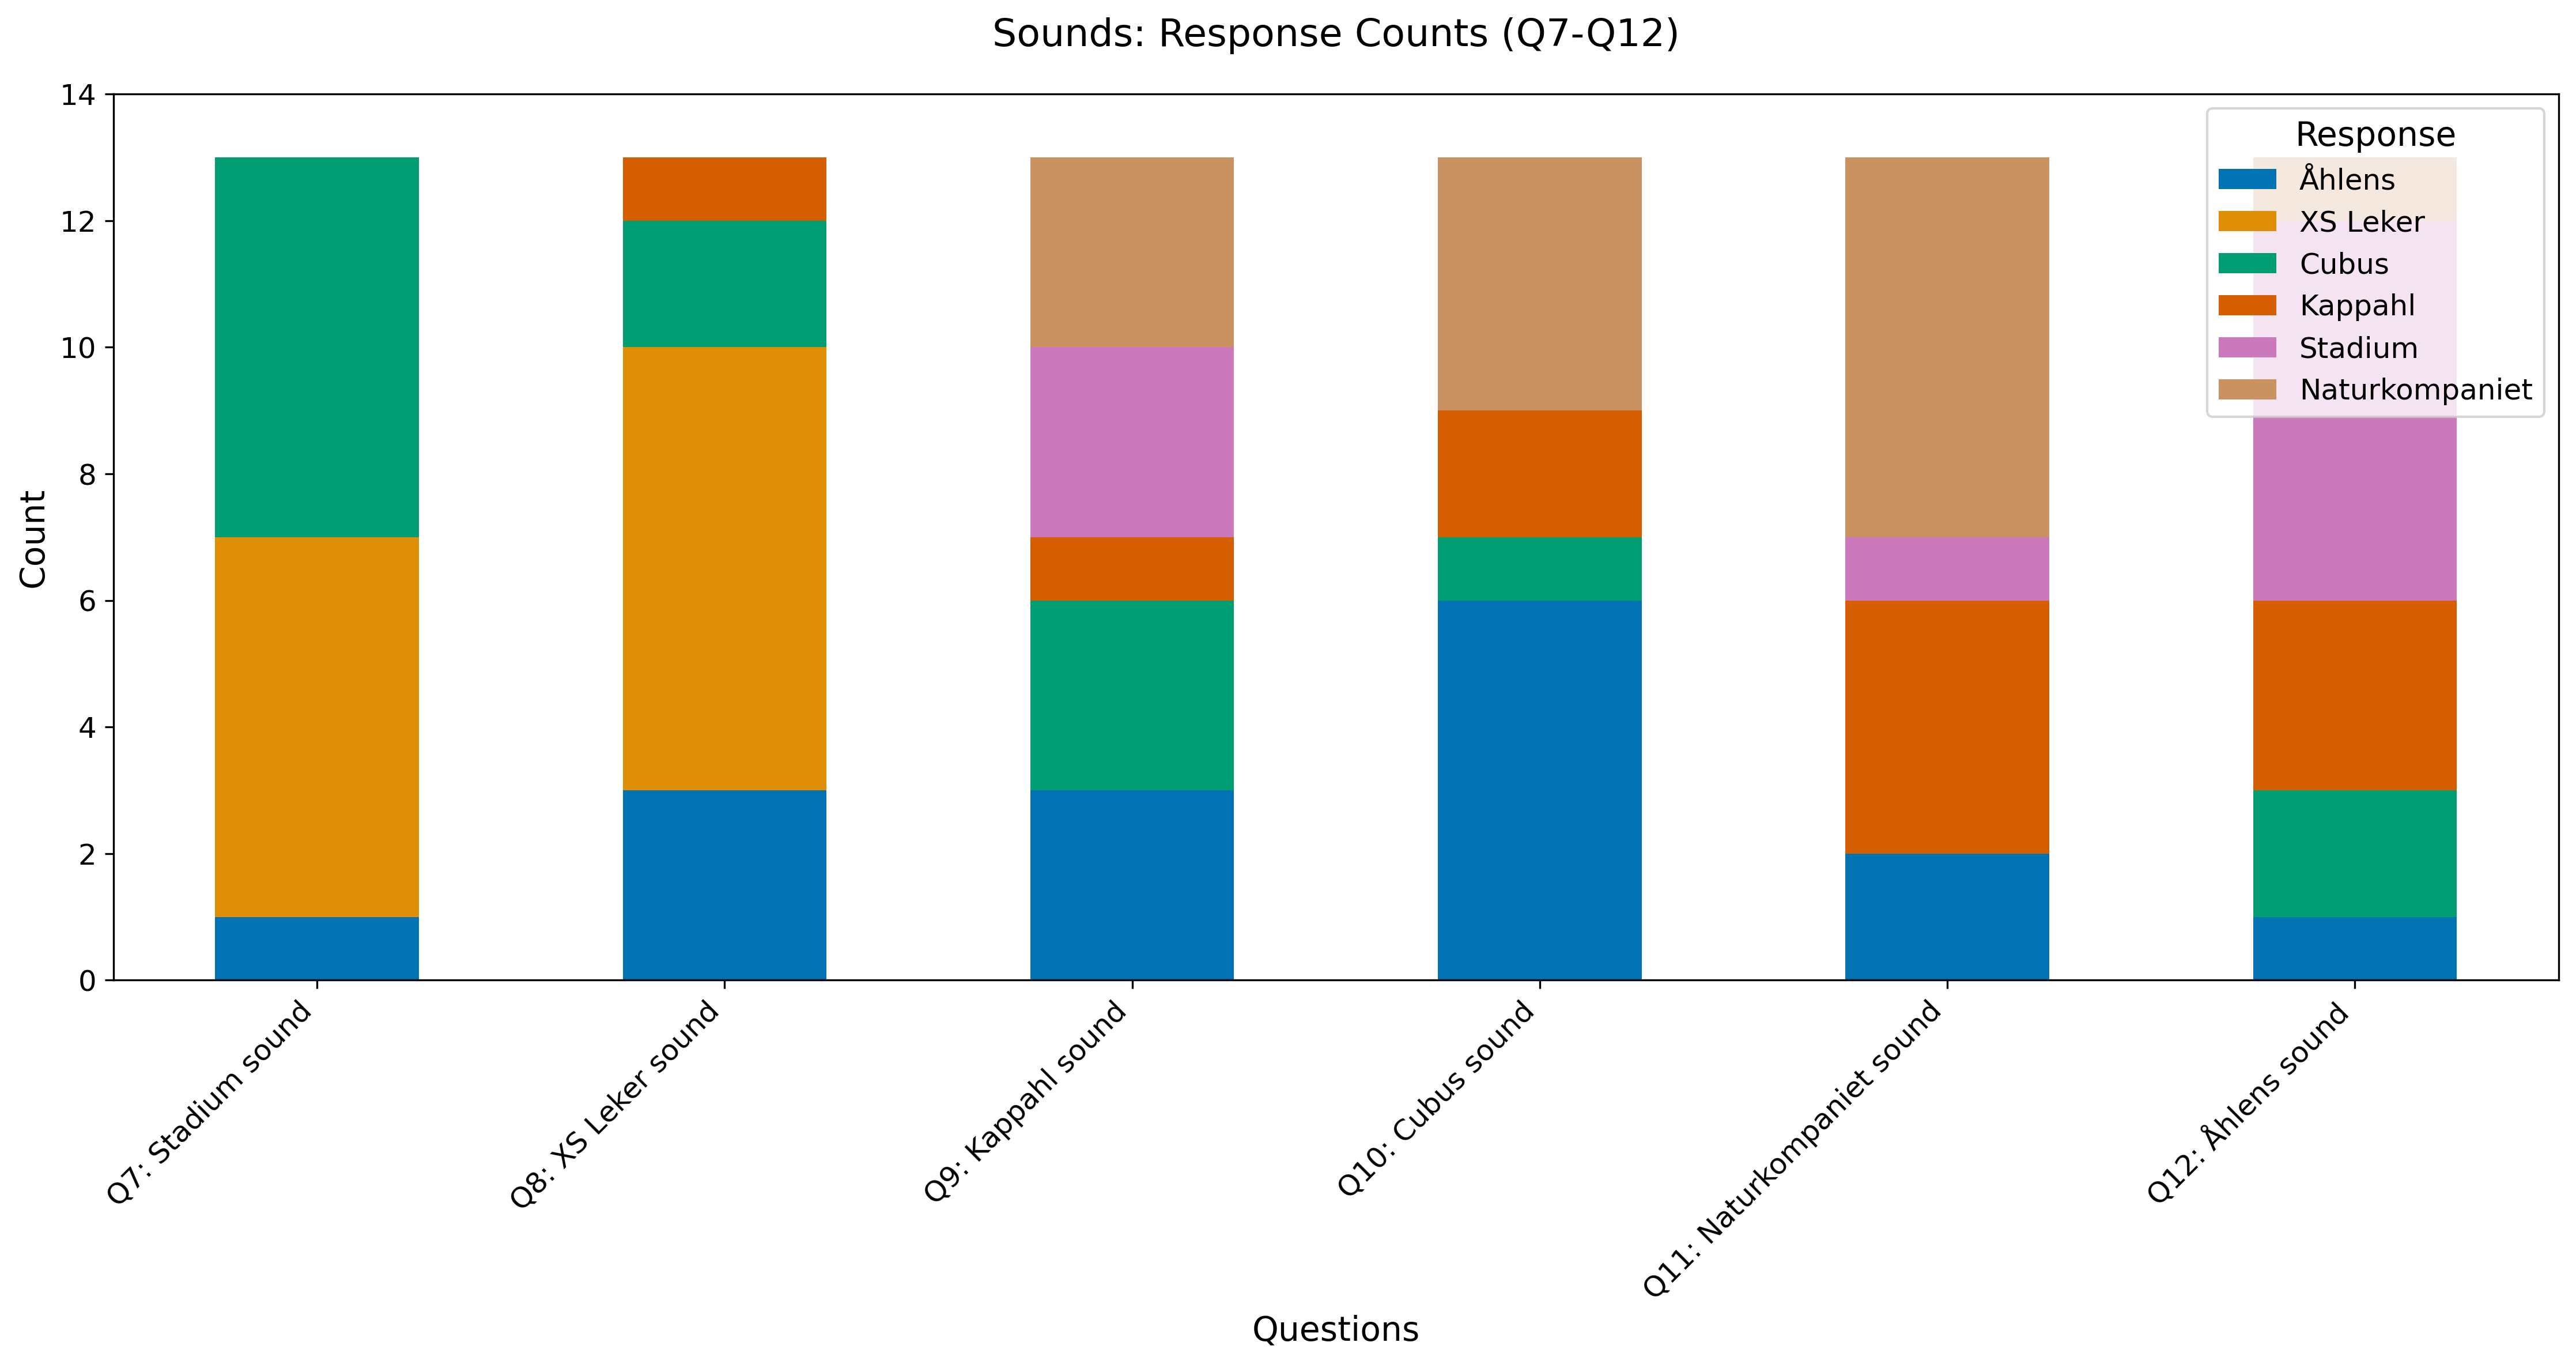 Sounds: Response Counts (Q7-Q12)
Response
Åhlens
XS Leker
Cubus
Kappahl
Stadium
Naturkompaniet
Count
14
12
10
8
6
4
2
0
Q7: Stadium sound
Q8: XS Leker sound
Q9: Kappahl sound
Q10: Cubus sound
Q11: Naturkompaniet sound
Q12: Åhlens sound
Questions